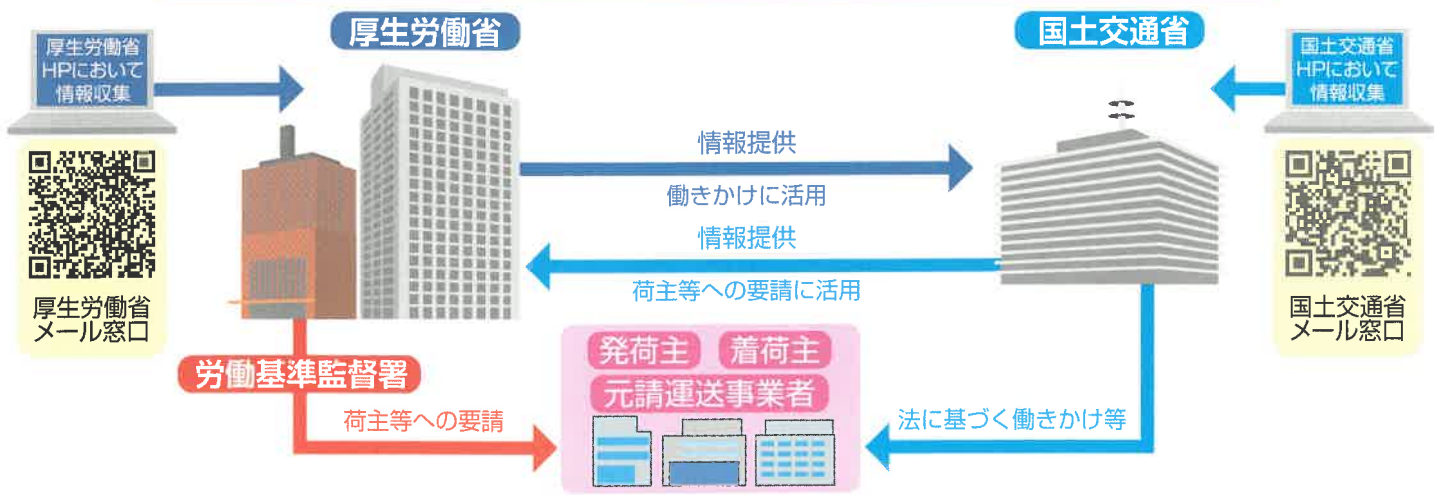 厚生労働省
国土交通省
厚生労働省
HPにおいて
情報収集
国土交通省
HPにおいて
情報収集
情報提供
働きかけに活用
情報提供
荷主等への要請に活用
厚生労働省
メール窓口
国土交通省
メール窓口
労働基準監督署
発荷主
着荷主
元請運送事業者
荷主等への要請
法に基づく働きかけ等